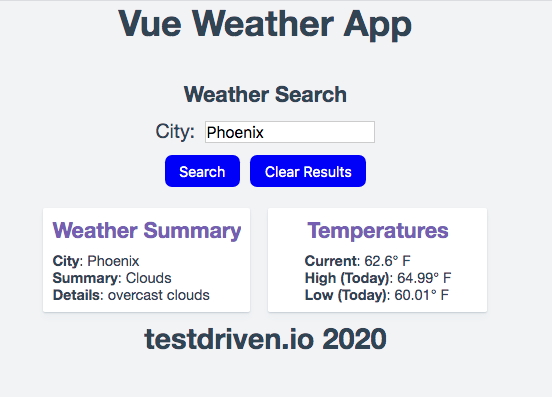 Vue Weather App
Weather Search
City: Phoenix
Search Clear Results
Weather Summary
City: Phoenix
Summary: Clouds
Details: overcast clouds
Temperatures
Current: 62.6° F
High (Today): 64.99° F
Low (Today): 60.01° F
testdriven.io 2020